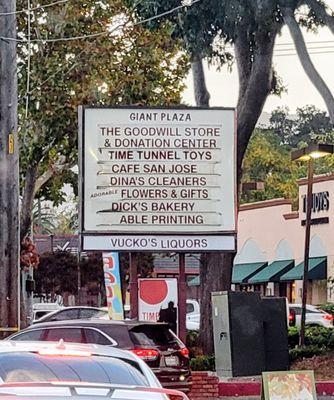 GIANT PLAZA
THE GOODWILL STORE
& DONATION CENTER
TIME TUNNEL TOYS
CAFE SAN JOSE
DINA'S CLEANERS
ADORABLE FLOWERS & GIFTS
DICK'S BAKERY
ABLE PRINTING
VUCKO'S LIQUORS
TIME